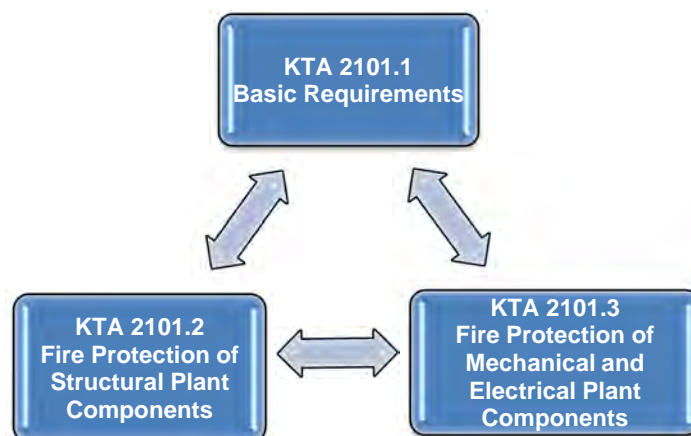 KTA 2101.1
Basic Requirements
KTA 2101.2
Fire Protection of
Structural Plant
Components
KTA 2101.3
Fire Protection of
Mechanical and
Electrical Plant
Components